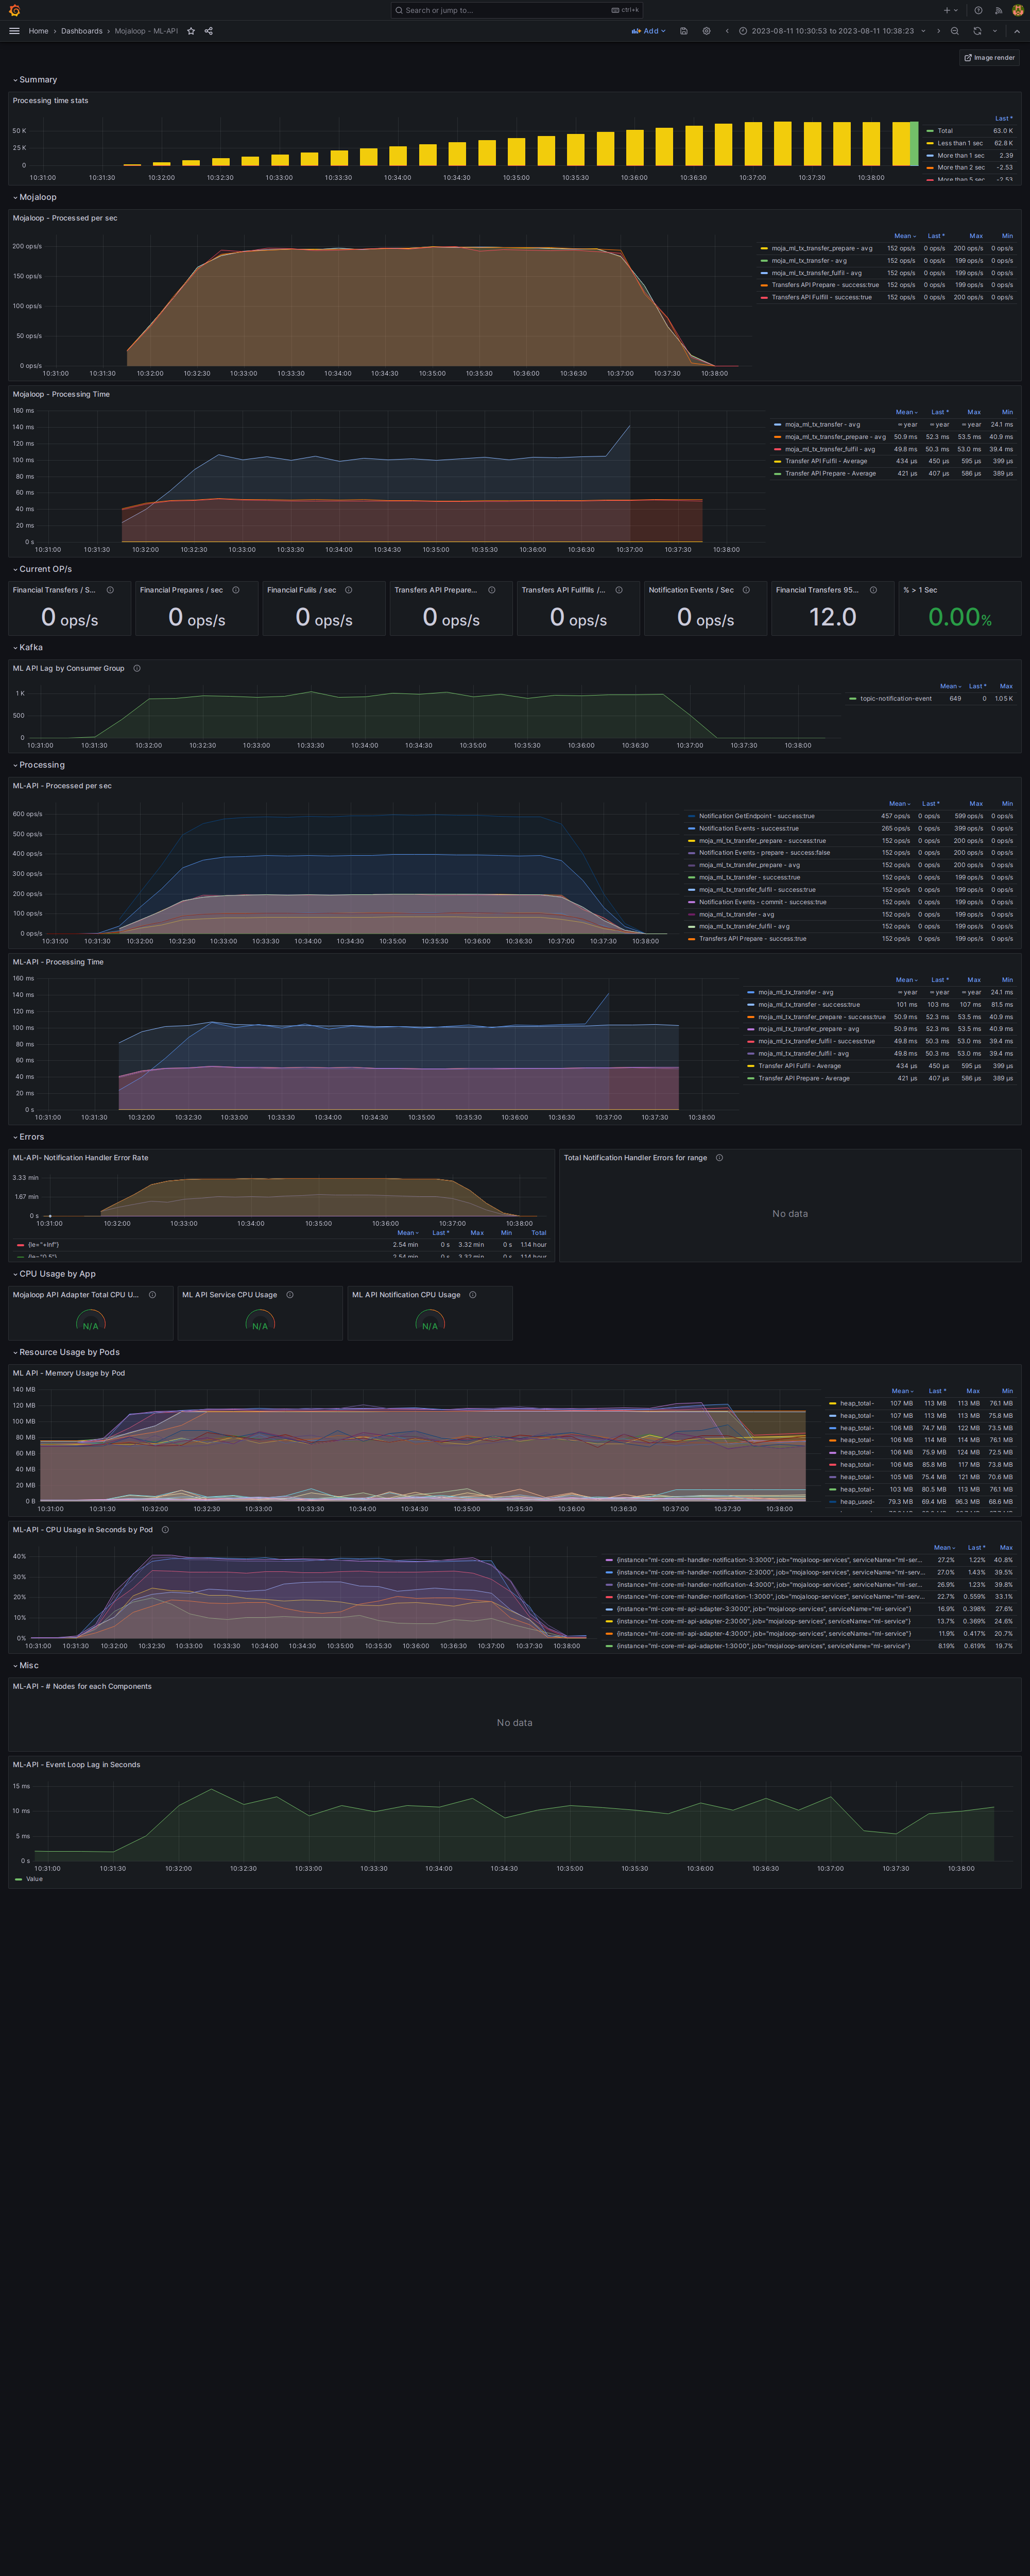 Search or jump to... ctrl+k
Home › Dashboards › Mojaloop - ML-API Add 2023-08-11 10:30:53 to 2023-08-11 10:38:23
Image render
Summary
Processing time stats
50 K
25 K
0
10:31:00 10:31:30 10:32:00 10:32:30 10:33:00 10:33:30 10:34:00 10:34:30 10:35:00 10:35:30 10:36:00 10:36:30 10:37:00 10:37:30 10:38:00
Last *
Total 63.0 K
Less than 1 sec 62.8 K
More than 1 sec 2.39
More than 2 sec -2.53
More than 5 sec -2.53
Mojaloop
Mojaloop - Processed per sec
200 ops/s
150 ops/s
100 ops/s
50 ops/s
0 ops/s
10:31:00 10:31:30 10:32:00 10:32:30 10:33:00 10:33:30 10:34:00 10:34:30 10:35:00 10:35:30 10:36:00 10:36:30 10:37:00 10:37:30 10:38:00
Mean Last * Max Min
moja_ml_tx_transfer_prepare - avg 152 ops/s 0 ops/s 200 ops/s 0 ops/s
moja_ml_tx_transfer - avg 152 ops/s 0 ops/s 199 ops/s 0 ops/s
moja_ml_tx_transfer_fulfil - avg 152 ops/s 0 ops/s 199 ops/s 0 ops/s
Transfers API Prepare - success:true 152 ops/s 0 ops/s 199 ops/s 0 ops/s
Transfers API Fulfill - success:true 152 ops/s 0 ops/s 200 ops/s 0 ops/s
Mojaloop - Processing Time
160 ms
140 ms
120 ms
100 ms
80 ms
60 ms
40 ms
20 ms
0 s
10:31:00 10:31:30 10:32:00 10:32:30 10:33:00 10:33:30 10:34:00 10:34:30 10:35:00 10:35:30 10:36:00 10:36:30 10:37:00 10:37:30 10:38:00
Mean Last * Max Min
moja_ml_tx_transfer - avg ∞ year ∞ year ∞ year 24.1 ms
moja_ml_tx_transfer_prepare - avg 50.9 ms 52.3 ms 53.5 ms 40.9 ms
moja_ml_tx_transfer_fulfil - avg 49.8 ms 50.3 ms 53.0 ms 39.4 ms
Transfer API Fulfil - Average 434 µs 450 µs 595 µs 399 µs
Transfer API Prepare - Average 421 µs 407 µs 586 µs 389 µs
Current OP/s
Financial Transfers / S... Financial Prepares / sec Financial Fulils / sec Transfers API Prepare... Transfers API Fullfills /... Notification Events / Sec Financial Transfers 95... % > 1 Sec
0 ops/s 0 ops/s 0 ops/s 0 ops/s 0 ops/s 0 ops/s 12.0 0.00%
Kafka
ML API Lag by Consumer Group
1 K
500
0
10:31:00 10:31:30 10:32:00 10:32:30 10:33:00 10:33:30 10:34:00 10:34:30 10:35:00 10:35:30 10:36:00 10:36:30 10:37:00 10:37:30 10:38:00
Mean Last * Max
topic-notification-event 649 0 1.05 K
Processing
ML-API - Processed per sec
600 ops/s
500 ops/s
400 ops/s
300 ops/s
200 ops/s
100 ops/s
0 ops/s
10:31:00 10:31:30 10:32:00 10:32:30 10:33:00 10:33:30 10:34:00 10:34:30 10:35:00 10:35:30 10:36:00 10:36:30 10:37:00 10:37:30 10:38:00
Mean Last * Max Min
Notification GetEndpoint - success:true 457 ops/s 0 ops/s 599 ops/s 0 ops/s
Notification Events - success:true 265 ops/s 0 ops/s 399 ops/s 0 ops/s
moja_ml_tx_transfer_prepare - success:true 152 ops/s 0 ops/s 200 ops/s 0 ops/s
Notification Events - prepare - success:false 152 ops/s 0 ops/s 200 ops/s 0 ops/s
moja_ml_tx_transfer_prepare - avg 152 ops/s 0 ops/s 200 ops/s 0 ops/s
moja_ml_tx_transfer - success:true 152 ops/s 0 ops/s 199 ops/s 0 ops/s
moja_ml_tx_transfer_fulfil - success:true 152 ops/s 0 ops/s 199 ops/s 0 ops/s
Notification Events - commit - success:true 152 ops/s 0 ops/s 199 ops/s 0 ops/s
moja_ml_tx_transfer - avg 152 ops/s 0 ops/s 199 ops/s 0 ops/s
moja_ml_tx_transfer_fulfil - avg 152 ops/s 0 ops/s 199 ops/s 0 ops/s
Transfers API Prepare - success:true 152 ops/s 0 ops/s 199 ops/s 0 ops/s
ML-API - Processing Time
160 ms
140 ms
120 ms
100 ms
80 ms
60 ms
40 ms
20 ms
0 s
10:31:00 10:31:30 10:32:00 10:32:30 10:33:00 10:33:30 10:34:00 10:34:30 10:35:00 10:35:30 10:36:00 10:36:30 10:37:00 10:37:30 10:38:00
Mean Last * Max Min
moja_ml_tx_transfer - avg ∞ year ∞ year ∞ year 24.1 ms
moja_ml_tx_transfer - success:true 101 ms 103 ms 107 ms 81.5 ms
moja_ml_tx_transfer_prepare - success:true 50.9 ms 52.3 ms 53.5 ms 40.9 ms
moja_ml_tx_transfer_prepare - avg 50.9 ms 52.3 ms 53.5 ms 40.9 ms
moja_ml_tx_transfer_fulfil - success:true 49.8 ms 50.3 ms 53.0 ms 39.4 ms
moja_ml_tx_transfer_fulfil - avg 49.8 ms 50.3 ms 53.0 ms 39.4 ms
Transfer API Fulfil - Average 434 µs 450 µs 595 µs 399 µs
Transfer API Prepare - Average 421 µs 407 µs 586 µs 389 µs
Errors
ML-API- Notification Handler Error Rate
3.33 min
1.67 min
0 s
10:31:00 10:32:00 10:33:00 10:34:00 10:35:00 10:36:00 10:37:00 10:38:00
Mean Last * Max Min Total
{le="+Inf"} 2.54 min 0 s 3.32 min 0 s 1.14 hour
{le="0.5"} 2.54 min 0 s 3.32 min 0 s 1.14 hour
Total Notification Handler Errors for range
No data
CPU Usage by App
Mojaloop API Adapter Total CPU U... ML API Service CPU Usage ML API Notification CPU Usage
N/A N/A N/A
Resource Usage by Pods
ML API - Memory Usage by Pod
140 MB
120 MB
100 MB
80 MB
60 MB
40 MB
20 MB
0 B
10:31:00 10:31:30 10:32:00 10:32:30 10:33:00 10:33:30 10:34:00 10:34:30 10:35:00 10:35:30 10:36:00 10:36:30 10:37:00 10:37:30 10:38:00
Mean Last * Max Min
heap_total- 107 MB 113 MB 113 MB 76.1 MB
heap_total- 107 MB 113 MB 113 MB 75.8 MB
heap_total- 106 MB 74.7 MB 122 MB 73.5 MB
heap_total- 106 MB 114 MB 114 MB 76.1 MB
heap_total- 106 MB 75.9 MB 124 MB 72.5 MB
heap_total- 106 MB 85.8 MB 117 MB 73.8 MB
heap_total- 105 MB 75.4 MB 121 MB 70.6 MB
heap_total- 103 MB 80.5 MB 113 MB 76.1 MB
heap_used- 79.3 MB 69.4 MB 96.3 MB 68.6 MB
ML-API - CPU Usage in Seconds by Pod
40%
30%
20%
10%
0%
10:31:00 10:31:30 10:32:00 10:32:30 10:33:00 10:33:30 10:34:00 10:34:30 10:35:00 10:35:30 10:36:00 10:36:30 10:37:00 10:37:30 10:38:00
Mean Last * Max
{instance="ml-core-ml-handler-notification-3:3000", job="mojaloop-services", serviceName="ml-ser... 27.2% 1.22% 40.8%
{instance="ml-core-ml-handler-notification-2:3000", job="mojaloop-services", serviceName="ml-serv... 27.0% 1.43% 39.5%
{instance="ml-core-ml-handler-notification-4:3000", job="mojaloop-services", serviceName="ml-ser... 26.9% 1.23% 39.8%
{instance="ml-core-ml-handler-notification-1:3000", job="mojaloop-services", serviceName="ml-serv... 22.7% 0.559% 33.1%
{instance="ml-core-ml-api-adapter-3:3000", job="mojaloop-services", serviceName="ml-service"} 16.9% 0.398% 27.6%
{instance="ml-core-ml-api-adapter-2:3000", job="mojaloop-services", serviceName="ml-service"} 13.7% 0.369% 24.6%
{instance="ml-core-ml-api-adapter-4:3000", job="mojaloop-services", serviceName="ml-service"} 11.9% 0.417% 20.7%
{instance="ml-core-ml-api-adapter-1:3000", job="mojaloop-services", serviceName="ml-service"} 8.19% 0.619% 19.7%
Misc
ML-API - # Nodes for each Components
No data
ML-API - Event Loop Lag in Seconds
15 ms
10 ms
5 ms
0 s
10:31:00 10:31:30 10:32:00 10:32:30 10:33:00 10:33:30 10:34:00 10:34:30 10:35:00 10:35:30 10:36:00 10:36:30 10:37:00 10:37:30 10:38:00
Value